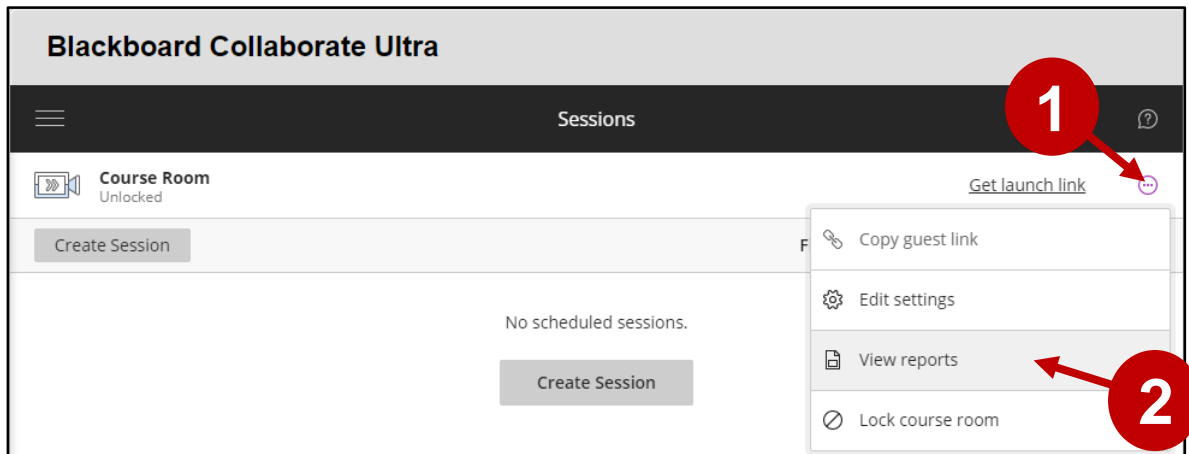 Blackboard Collaborate Ultra
Sessions
1
Course Room
Unlocked
Get launch link
Create Session
F
Copy guest link
Edit settings
No scheduled sessions.
View reports
Create Session
2
Lock course room